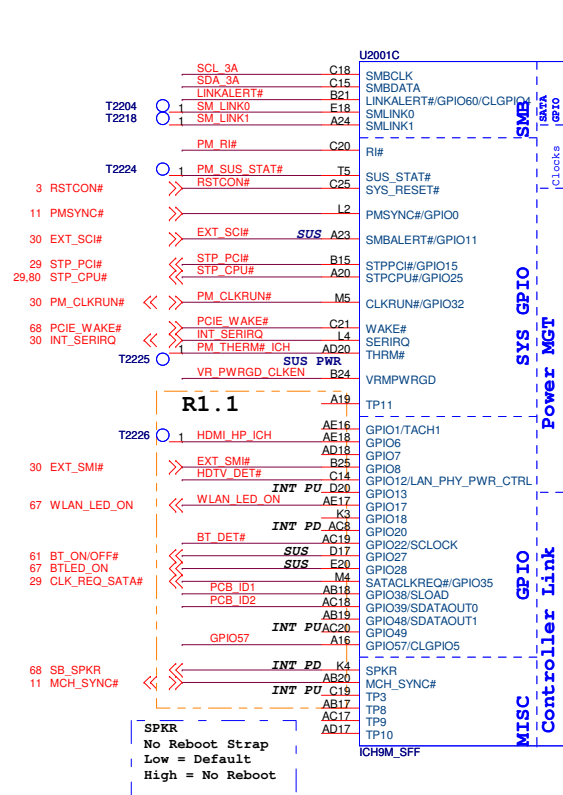 U2001C
SCL_3A C18 SMBCLK
SDA_3A C15 SMBDATA
LINKALERT# B21 LINKALERT#/GPIO60/CLGPIO4
T2204 1 SM_LINK0 E18 SMLINK0
T2218 1 SM_LINK1 A24 SMLINK1
SMB
SATA
GPIO
PM_RI# C20 RI#
Clocks
T2224 1 PM_SUS_STAT# T5 SUS_STAT#
3 RSTCON# RSTCON# C25 SYS_RESET#
11 PMSYNC# L2 PMSYNC#/GPIO0
30 EXT_SCI# EXT_SCI# SUS A23 SMBALERT#/GPIO11
29 STP_PCI# STP_PCI# B15 STPPCI#/GPIO15
29,80 STP_CPU# STP_CPU# A20 STPCPU#/GPIO25
30 PM_CLKRUN# PM_CLKRUN# M5 CLKRUN#/GPIO32
68 PCIE_WAKE# PCIE_WAKE# C21 WAKE#
30 INT_SERIRQ INT_SERIRQ L4 SERIRQ
T2225 1 PM_THERM#_ICH AD20 THRM#
SUS PWR
VR_PWRGD_CLKEN B24 VRMPWRGD
SYS GPIO
Power MGT
R1.1
A19 TP11
AE16 GPIO1/TACH1
T2226 1 HDMI_HP_ICH AE18 GPIO6
AD18 GPIO7
30 EXT_SMI# EXT_SMI# B25 GPIO8
HDTV_DET# C14 GPIO12/LAN_PHY_PWR_CTRL
INT PU D20 GPIO13
67 WLAN_LED_ON WLAN_LED_ON AE17 GPIO17
K3 GPIO18
INT PD AC8 GPIO20
BT_DET# AC19 GPIO22/SCLOCK
61 BT_ON/OFF# SUS D17 GPIO27
67 BTLED_ON SUS E20 GPIO28
29 CLK_REQ_SATA# M4 SATACLKREQ#/GPIO35
PCB_ID1 AB18 GPIO38/SLOAD
PCB_ID2 AC18 GPIO39/SDATAOUT0
AB19 GPIO48/SDATAOUT1
INT PU AC20 GPIO49
GPIO57 A16 GPIO57/CLGPIO5
GPIO
Controller Link
68 SB_SPKR INT PD K4 SPKR
11 MCH_SYNC# AB20 MCH_SYNC#
INT PU C19 TP3
AB17 TP8
AC17 TP9
AD17 TP10
MISC
ICH9M_SFF
SPKR
No Reboot Strap
Low = Default
High = No Reboot